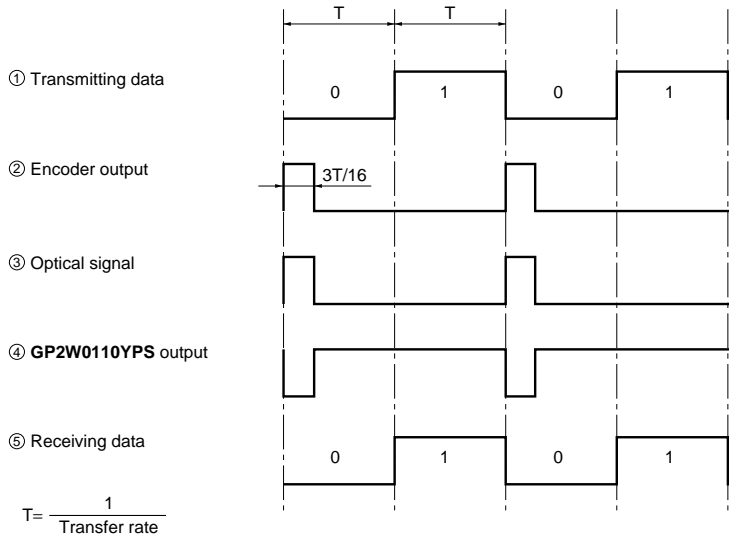 T T
① Transmitting data
0 1 0 1
② Encoder output
3T/16
③ Optical signal
④ GP2W0110YPS output
⑤ Receiving data
0 1 0 1
T= 1
Transfer rate